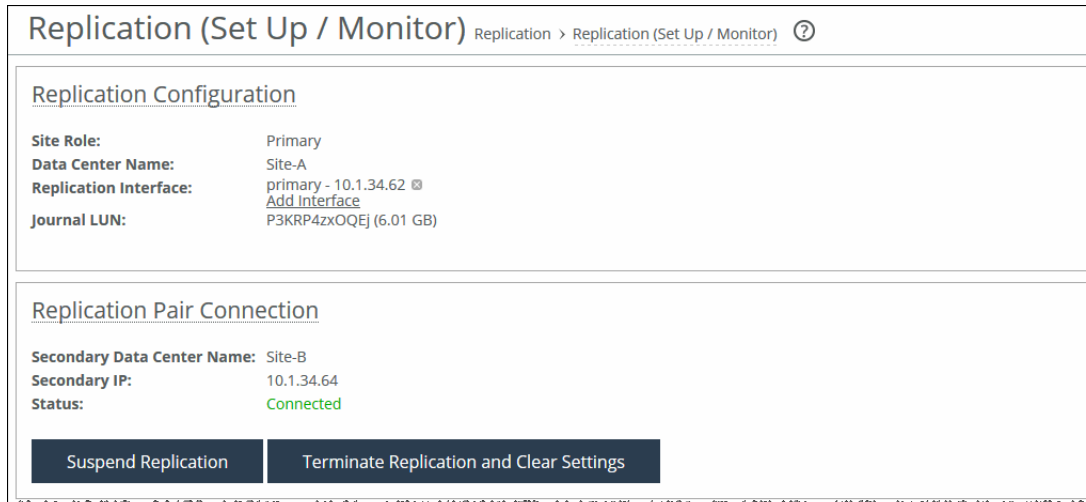 Replication (Set Up / Monitor) Replication › Replication (Set Up / Monitor) ?
Replication Configuration
Site Role: Primary
Data Center Name: Site-A
Replication Interface: primary - 10.1.34.62
Add Interface
Journal LUN: P3KRP4zxOQEj (6.01 GB)
Replication Pair Connection
Secondary Data Center Name: Site-B
Secondary IP: 10.1.34.64
Status: Connected
Suspend Replication Terminate Replication and Clear Settings